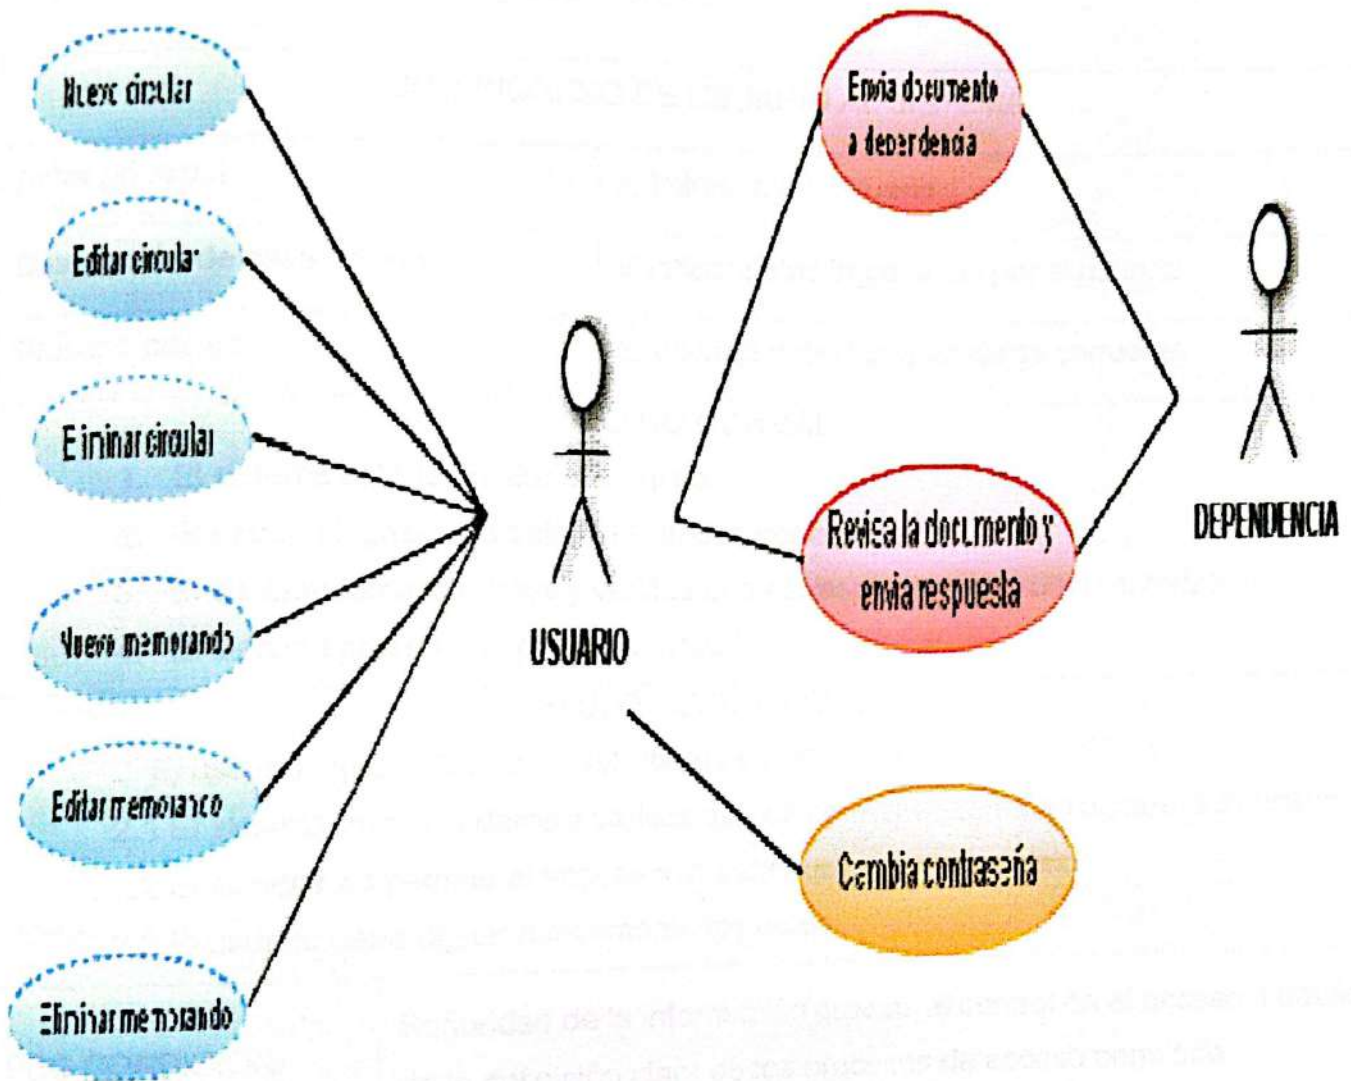 Nuevo circular
Editar circular
Eliminar circular
Nuevo memorando
Editar memorando
Eliminar memorando
USUARIO
Envia documento
a dependencia
Revisa la documento y
envia respuesta
Cambia contraseña
DEPENDENCIA